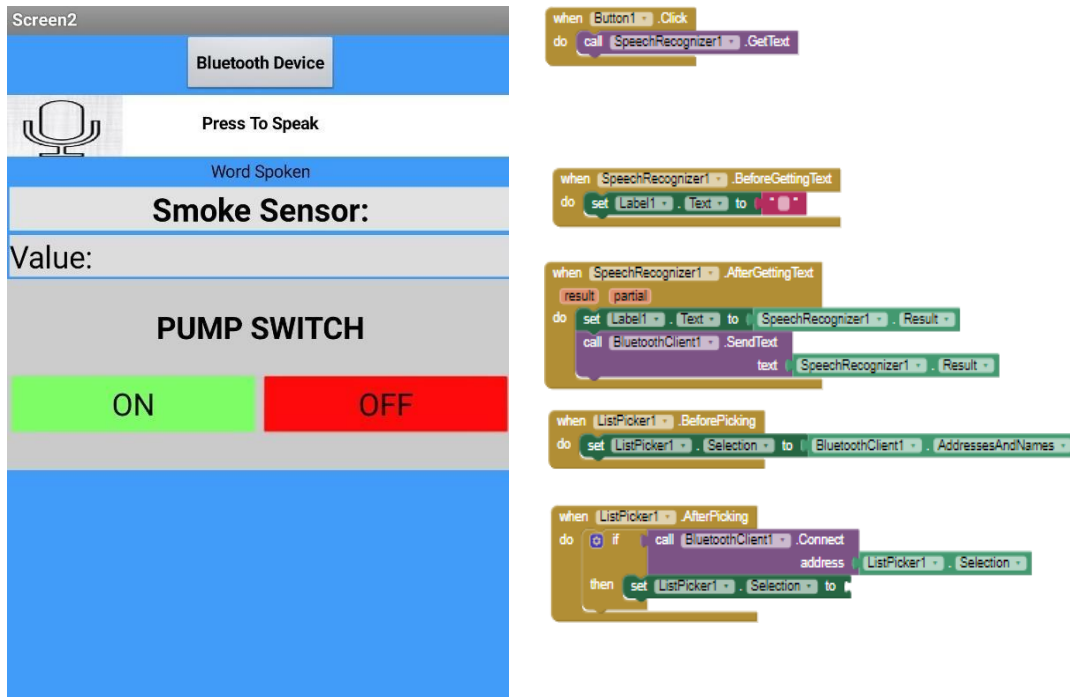 Screen2
Bluetooth Device
Press To Speak
Word Spoken
Smoke Sensor:
Value:
PUMP SWITCH
ON OFF
when Button1 .Click
do call SpeechRecognizer1 .GetText
when SpeechRecognizer1 .BeforeGettingText
do set Label1 . Text to " "
when SpeechRecognizer1 .AfterGettingText
result partial
do set Label1 . Text to SpeechRecognizer1 . Result
call BluetoothClient1 .SendText
text SpeechRecognizer1 . Result
when ListPicker1 .BeforePicking
do set ListPicker1 . Selection to BluetoothClient1 . AddressesAndNames
when ListPicker1 .AfterPicking
do if call BluetoothClient1 .Connect
address ListPicker1 . Selection
then set ListPicker1 . Selection to